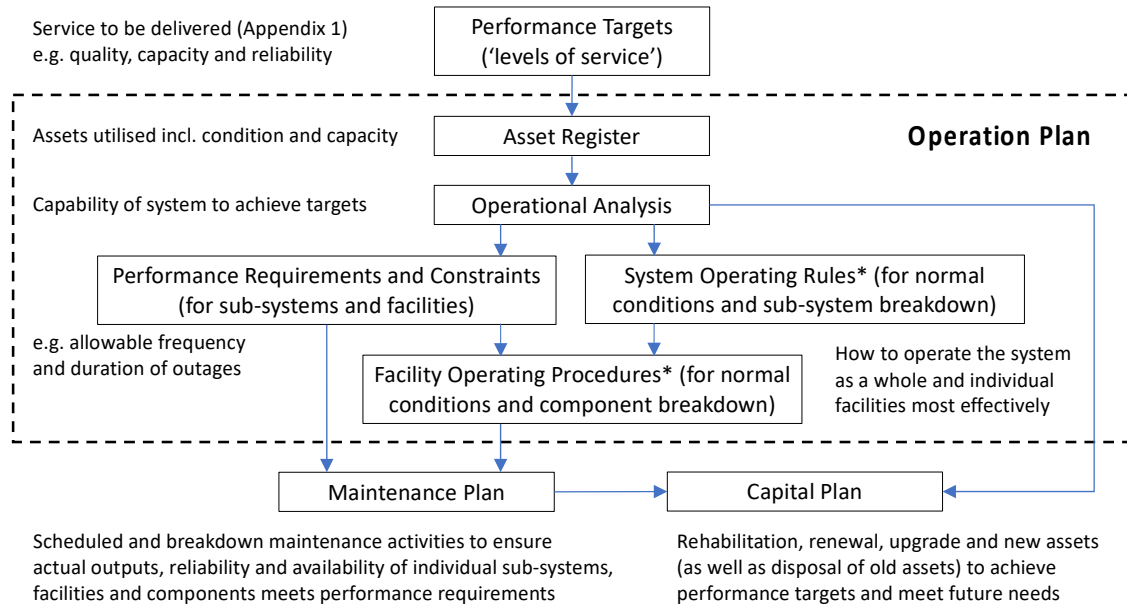 Service to be delivered (Appendix 1)
e.g. quality, capacity and reliability
Performance Targets
(‘levels of service’)
Assets utilised incl. condition and capacity
Asset Register
Operation Plan
Capability of system to achieve targets
Operational Analysis
Performance Requirements and Constraints
(for sub-systems and facilities)
System Operating Rules* (for normal
conditions and sub-system breakdown)
e.g. allowable frequency
and duration of outages
Facility Operating Procedures* (for normal
conditions and component breakdown)
How to operate the system
as a whole and individual
facilities most effectively
Maintenance Plan
Capital Plan
Scheduled and breakdown maintenance activities to ensure
actual outputs, reliability and availability of individual sub-systems,
facilities and components meets performance requirements
Rehabilitation, renewal, upgrade and new assets
(as well as disposal of old assets) to achieve
performance targets and meet future needs